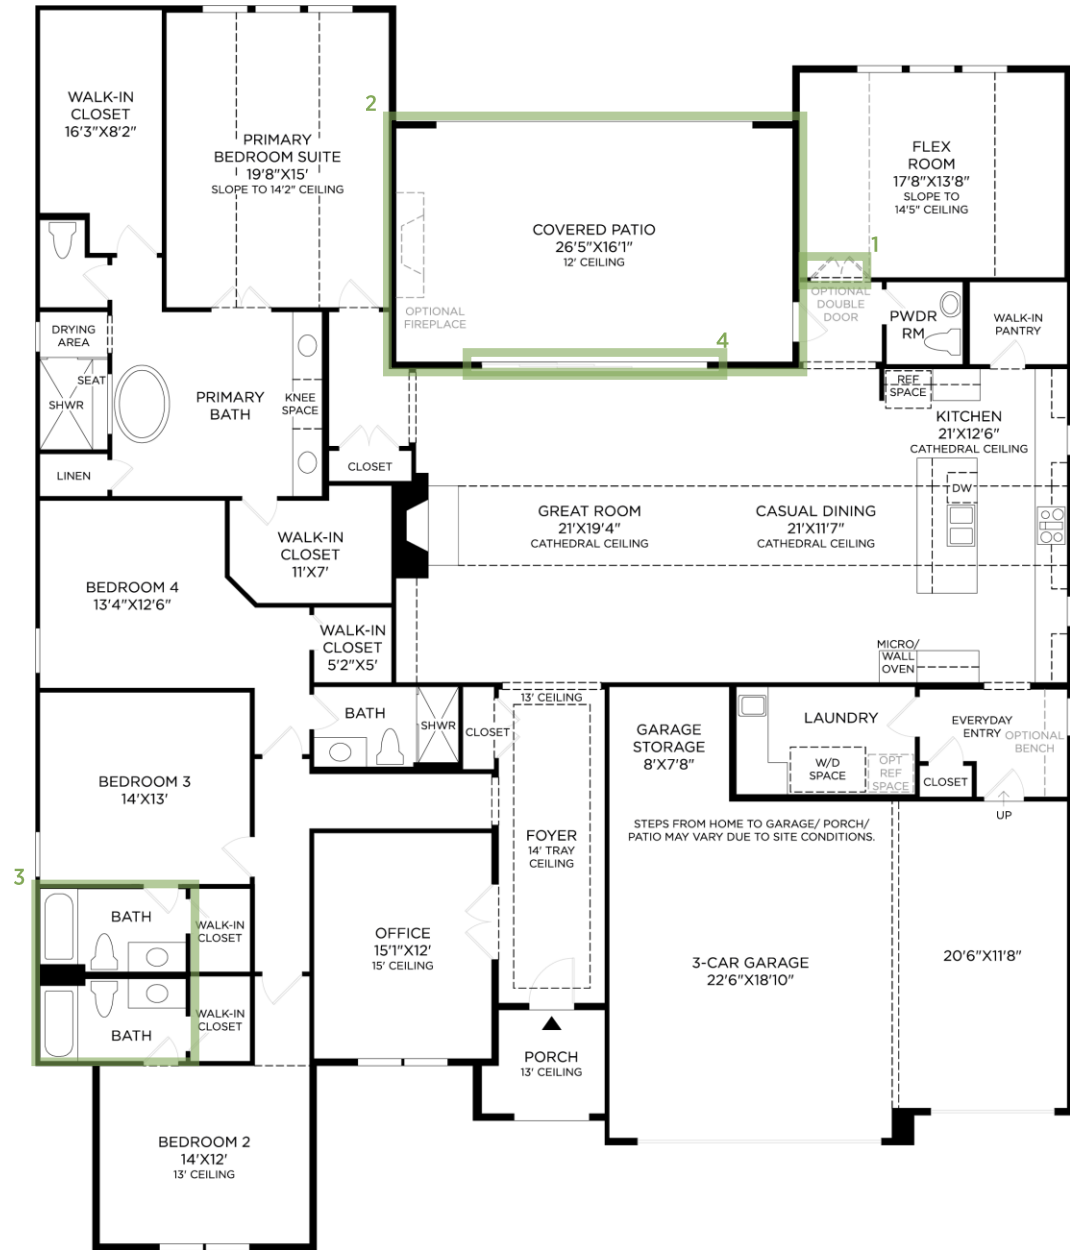 WALK-IN
CLOSET
16'3"X8'2"
PRIMARY
BEDROOM SUITE
19'8"X15'
SLOPE TO 14'2" CEILING
2
COVERED PATIO
26'5"X16'1"
12' CEILING
OPTIONAL
FIREPLACE
4
FLEX
ROOM
17'8"X13'8"
SLOPE TO
14'5" CEILING
1
OPTIONAL
DOUBLE
DOOR
PWDR
RM
WALK-IN
PANTRY
DRYING
AREA
SEAT
SHWR
PRIMARY
BATH
KNEE
SPACE
LINEN
CLOSET
REF
SPACE
KITCHEN
21'X12'6"
CATHEDRAL CEILING
DW
GREAT ROOM
21'X19'4"
CATHEDRAL CEILING
CASUAL DINING
21'X11'7"
CATHEDRAL CEILING
WALK-IN
CLOSET
11'X7'
BEDROOM 4
13'4"X12'6"
WALK-IN
CLOSET
5'2"X5'
MICRO/
WALL
OVEN
BATH
SHWR
CLOSET
13' CEILING
GARAGE
STORAGE
8'X7'8"
LAUNDRY
W/D
SPACE
OPT
REF
SPACE
EVERYDAY
ENTRY
OPTIONAL
BENCH
CLOSET
UP
BEDROOM 3
14'X13'
FOYER
14' TRAY
CEILING
STEPS FROM HOME TO GARAGE/ PORCH/
PATIO MAY VARY DUE TO SITE CONDITIONS.
3
BATH
WALK-IN
CLOSET
OFFICE
15'1"X12'
15' CEILING
3-CAR GARAGE
22'6"X18'10"
20'6"X11'8"
BATH
WALK-IN
CLOSET
PORCH
13' CEILING
BEDROOM 2
14'X12'
13' CEILING